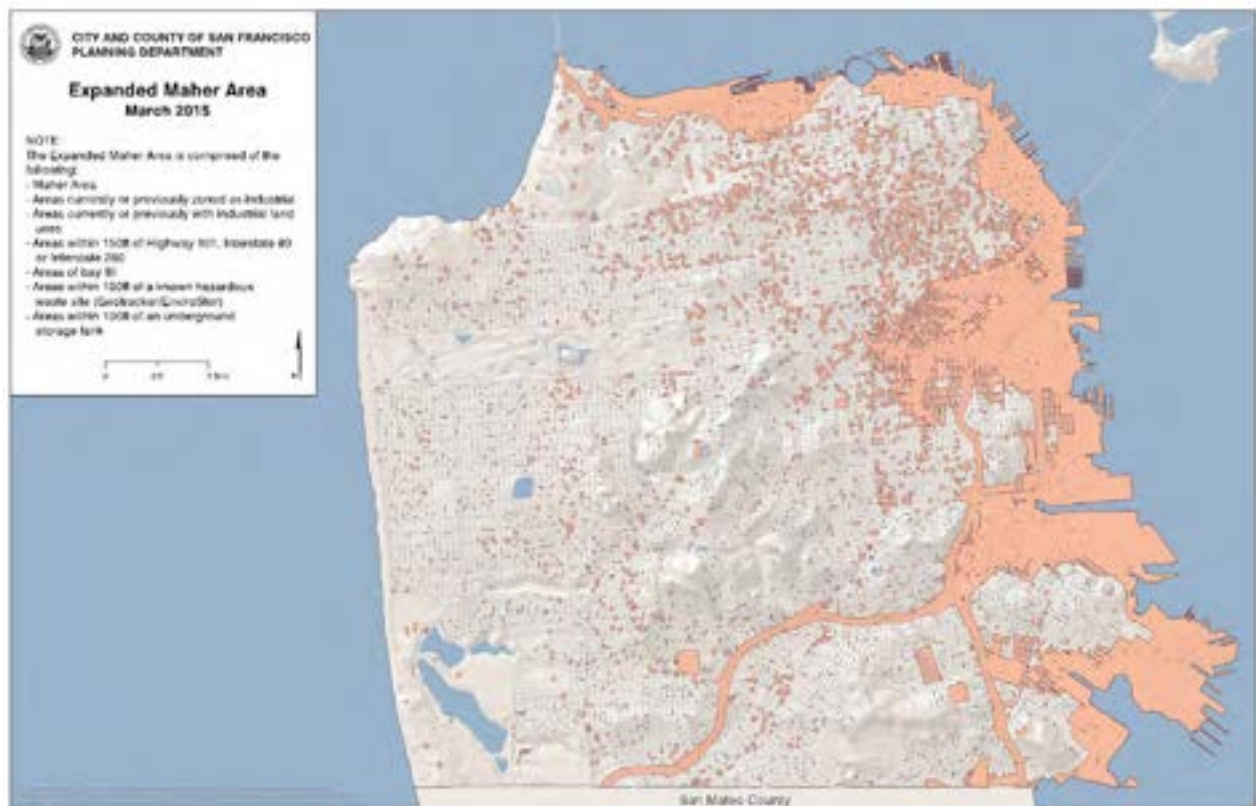 CITY AND COUNTY OF SAN FRANCISCO
PLANNING DEPARTMENT
Expanded Maher Area
March 2015
NOTE:
The Expanded Maher Area is comprised of the
following:
- Maher Area
- Areas currently or previously zoned as industrial
- Areas currently or previously with industrial land
uses
- Areas within 150ft of Highway 101, Interstate 80
or Interstate 280
- Areas of bay fill
- Areas within 100ft of a known hazardous
waste site (Geotracker/EnviroStor)
- Areas within 100ft of an underground
storage tank
San Mateo County